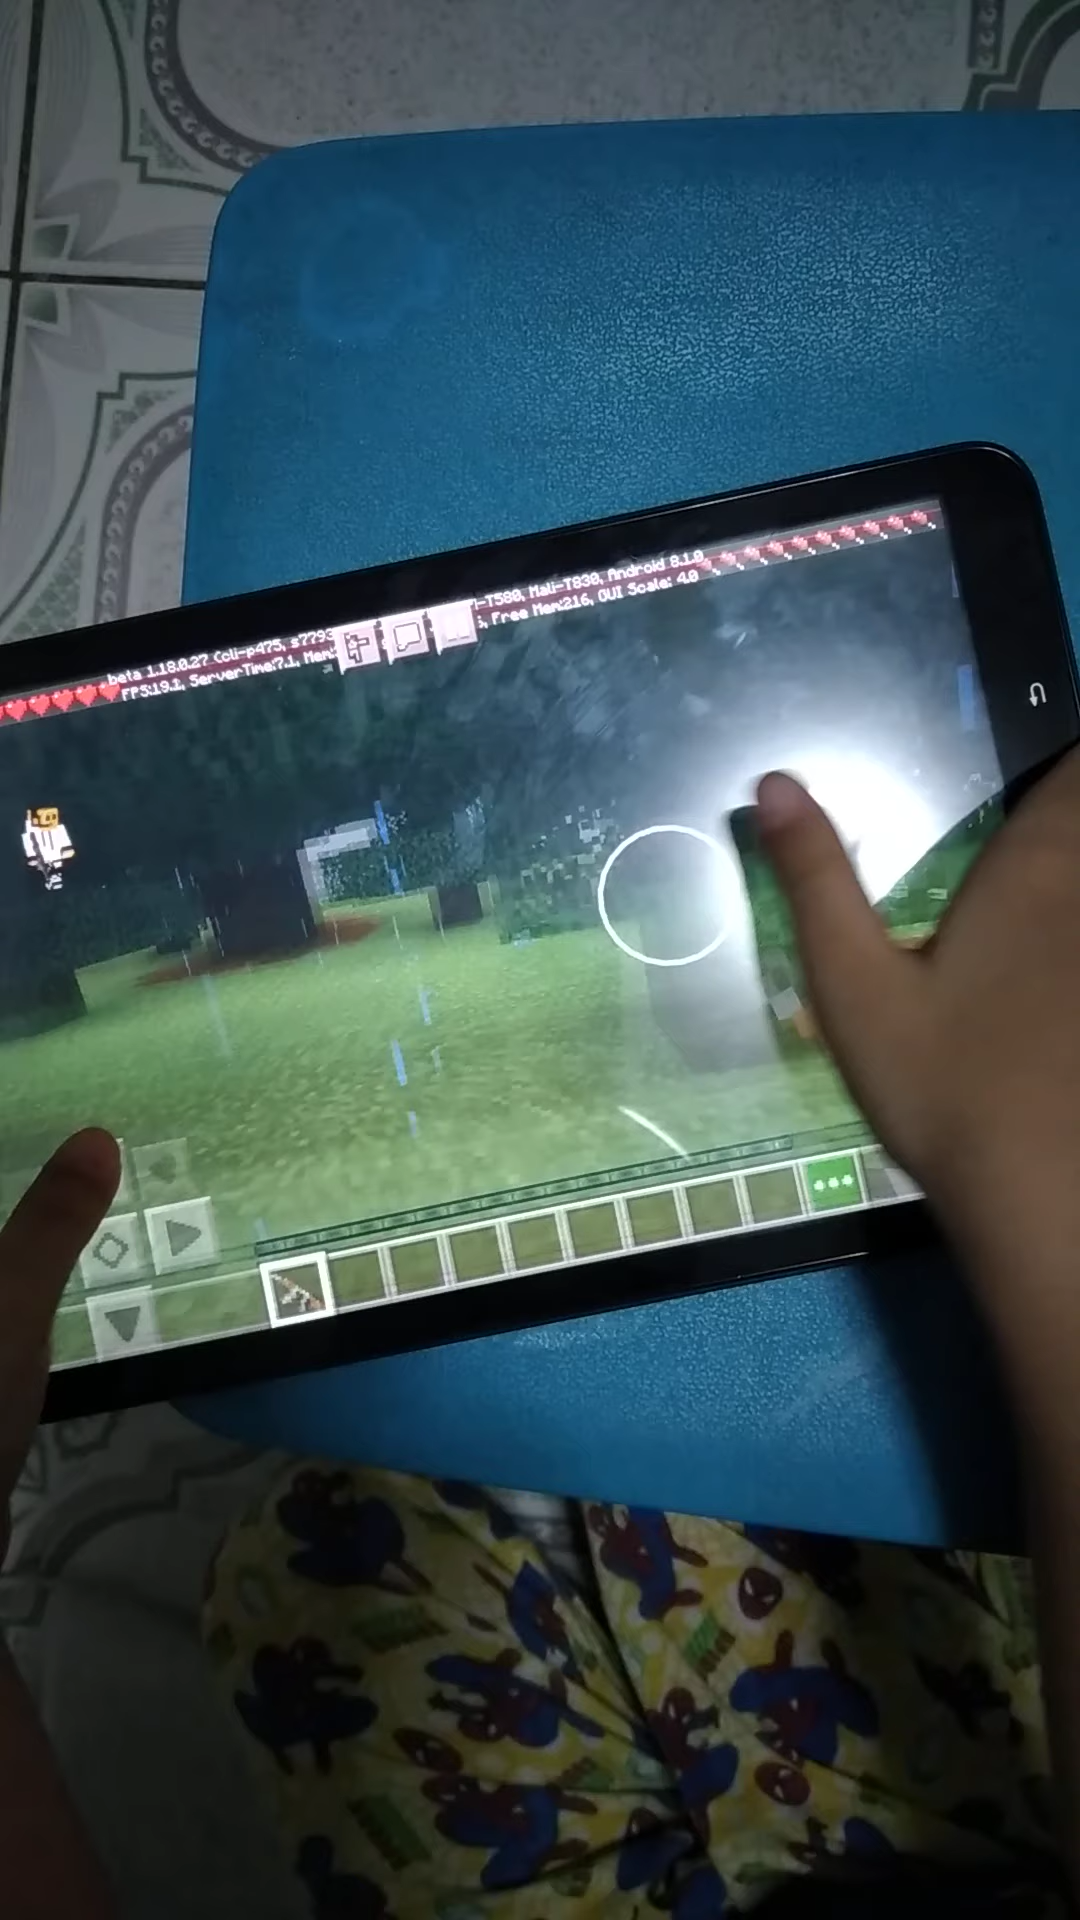 beta 1.18.0.27 (cli-p475, s7793 -T580, Mali-T830, Android 8.1.0
FPS:19.1, ServerTime:7.1, Mem: Free Mem:216, GUI Scale: 4.0